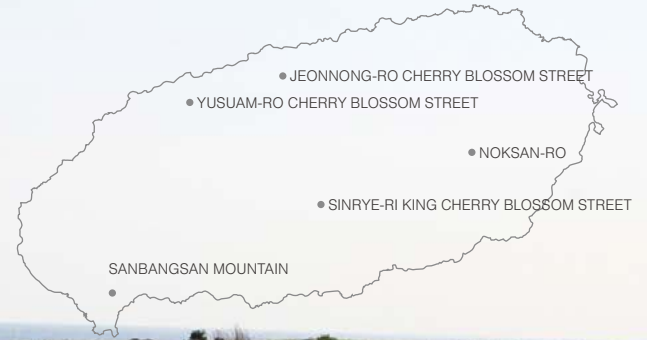 JEONNONG-RO CHERRY BLOSSOM STREET
YUSUAM-RO CHERRY BLOSSOM STREET
NOKSAN-RO
SINRYE-RI KING CHERRY BLOSSOM STREET
SANBANGSAN MOUNTAIN